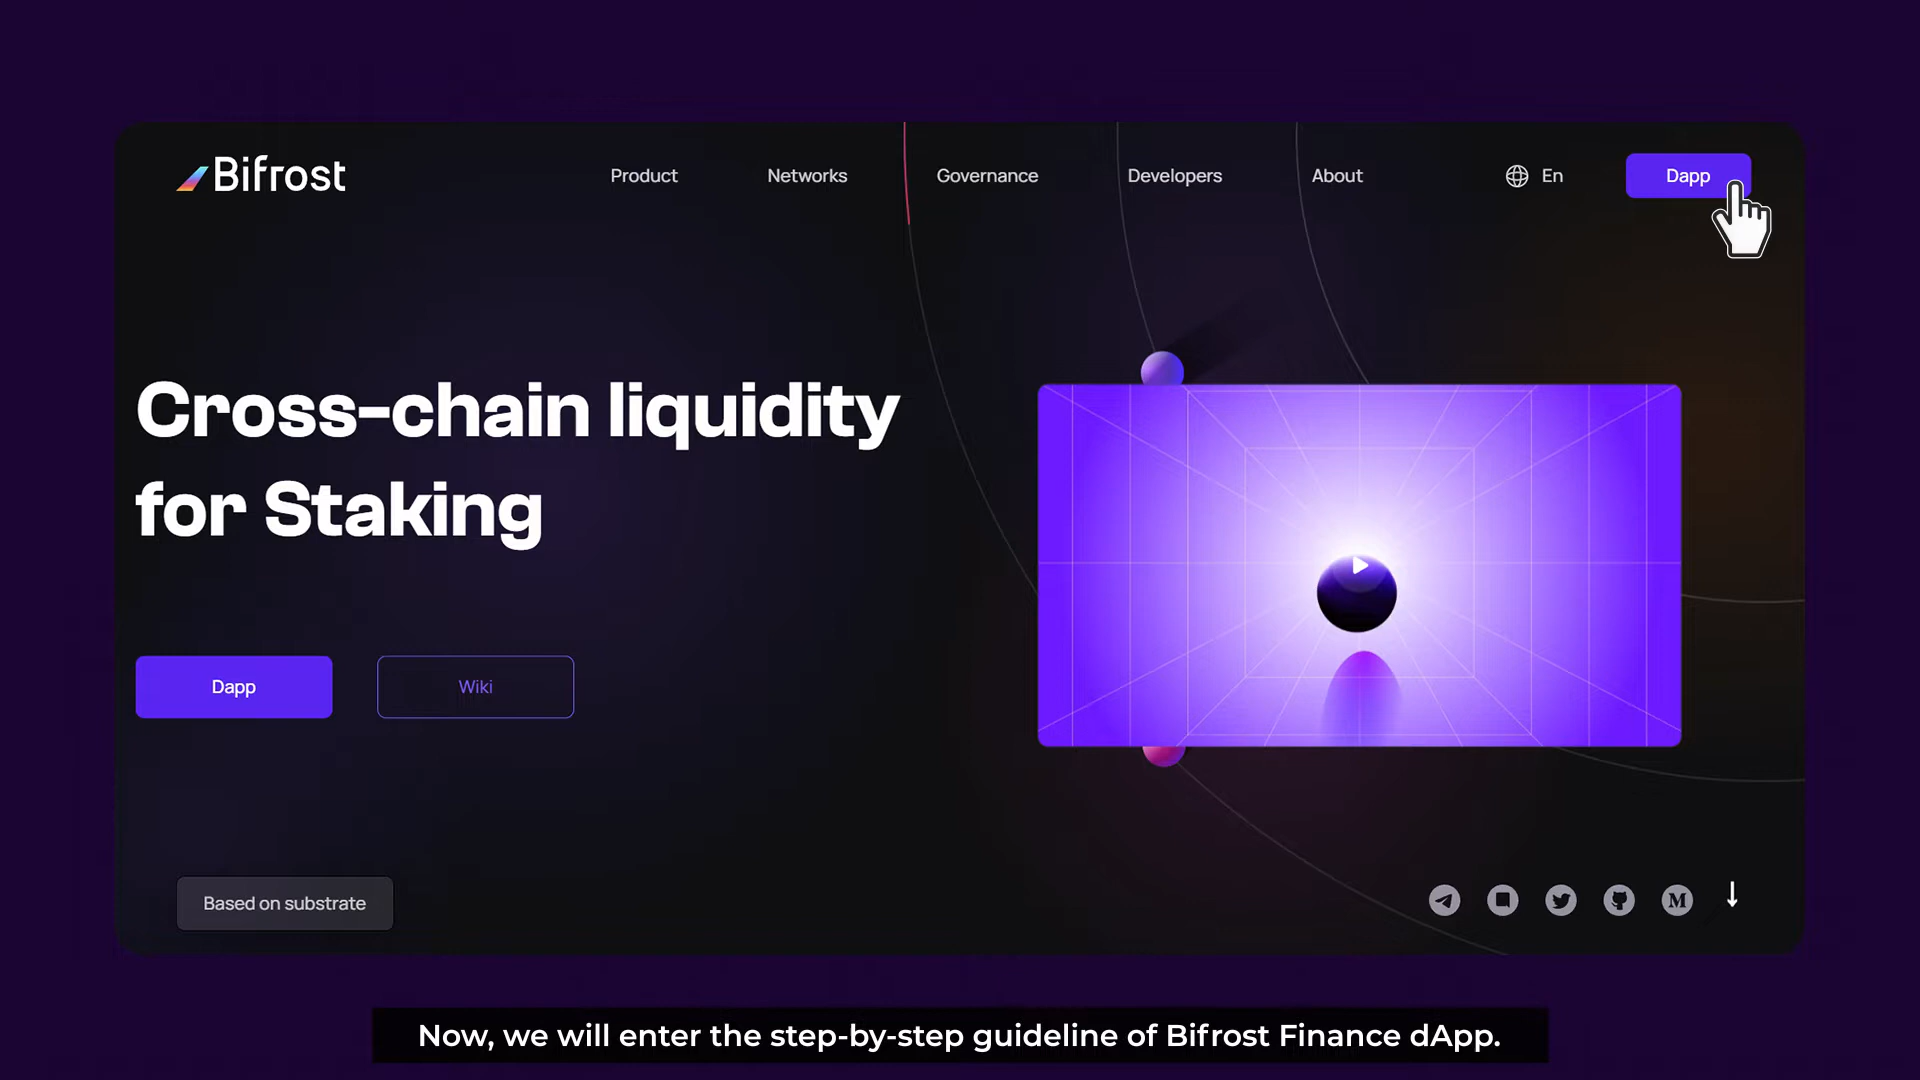 Bifrost
Product
Networks
Governance
Developers
About
En
Dapp
Cross-chain liquidity
for Staking
Dapp
Wiki
Based on substrate
M
Now, we will enter the step-by-step guideline of Bifrost Finance dApp.